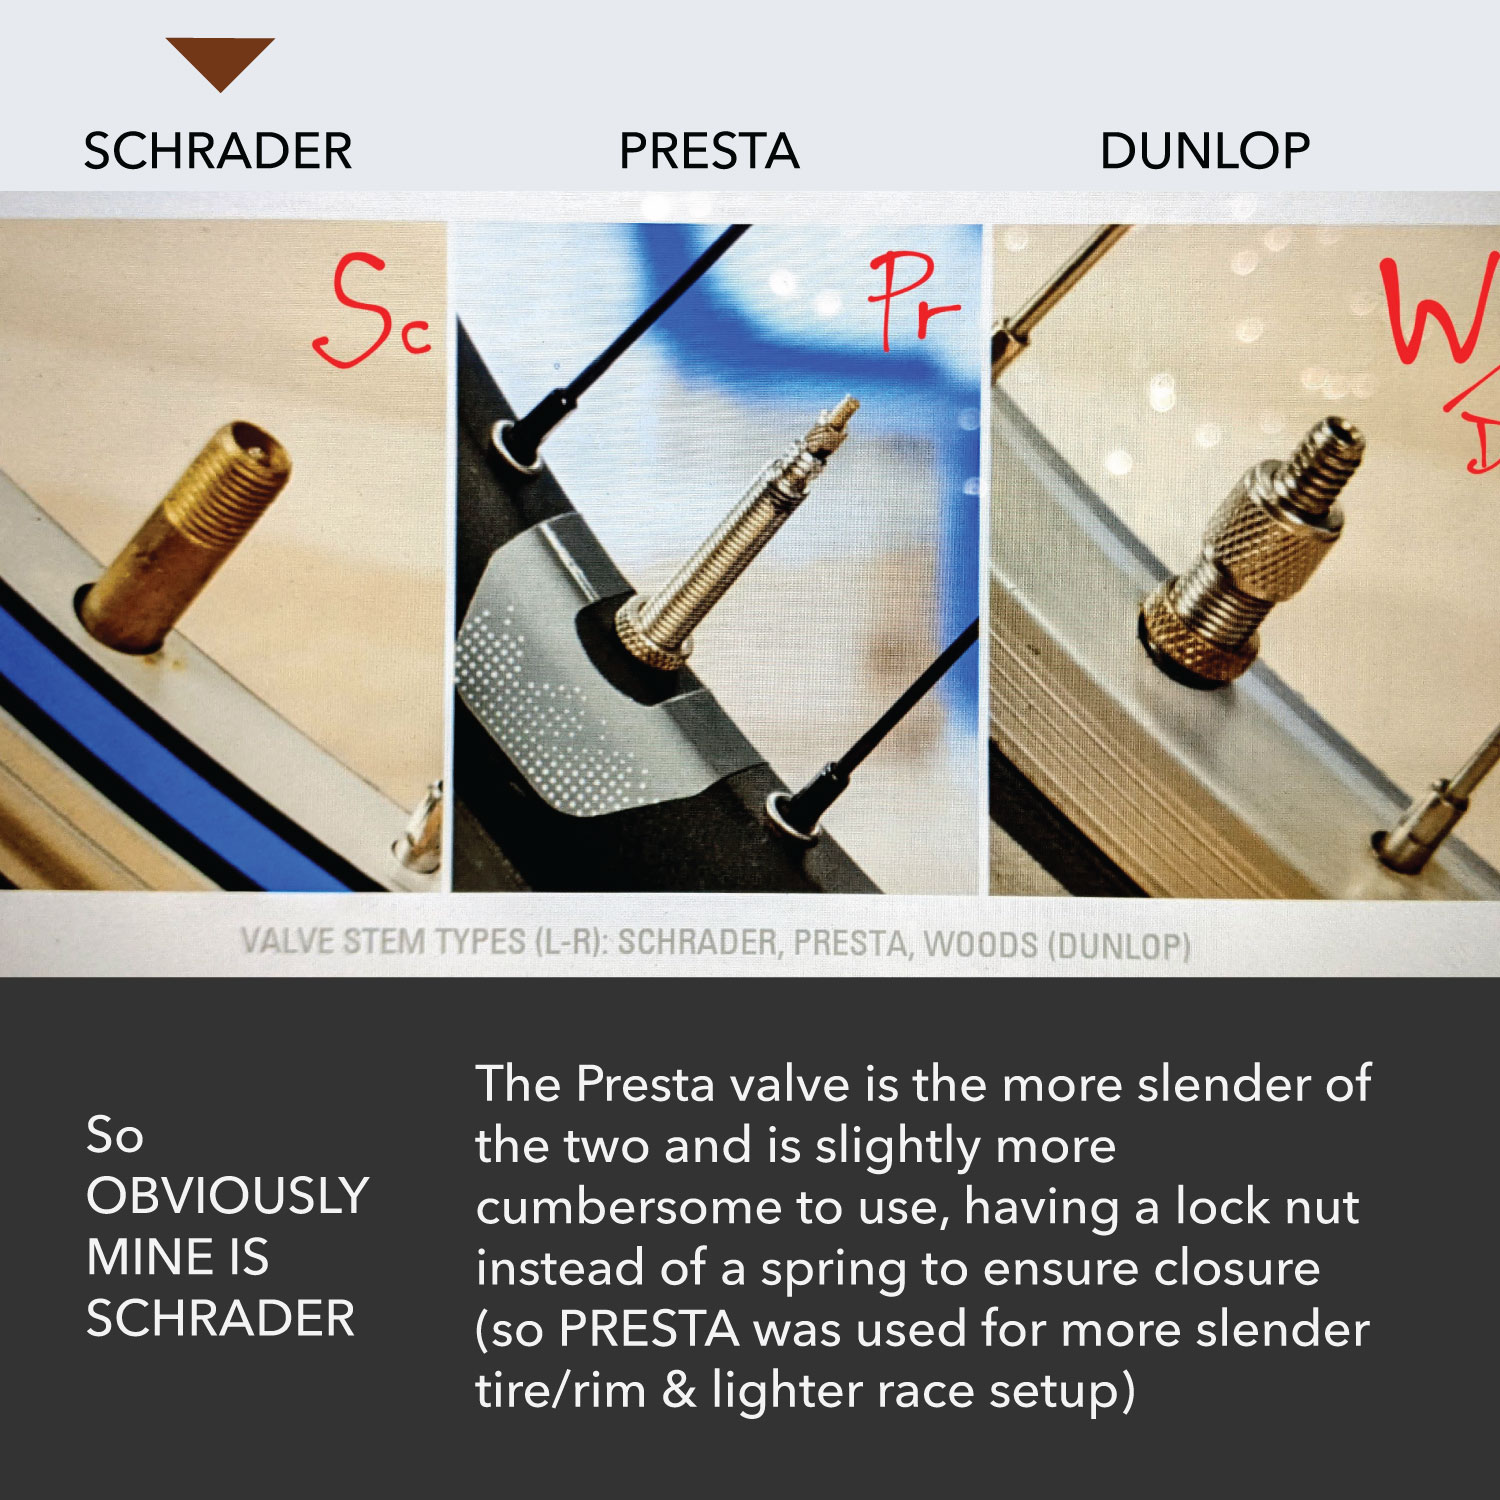 SCHRADER PRESTA DUNLOP
Sc Pr W/D
VALVE STEM TYPES (L-R): SCHRADER, PRESTA, WOODS (DUNLOP)
So
OBVIOUSLY
MINE IS
SCHRADER
The Presta valve is the more slender of
the two and is slightly more
cumbersome to use, having a lock nut
instead of a spring to ensure closure
(so PRESTA was used for more slender
tire/rim & lighter race setup)